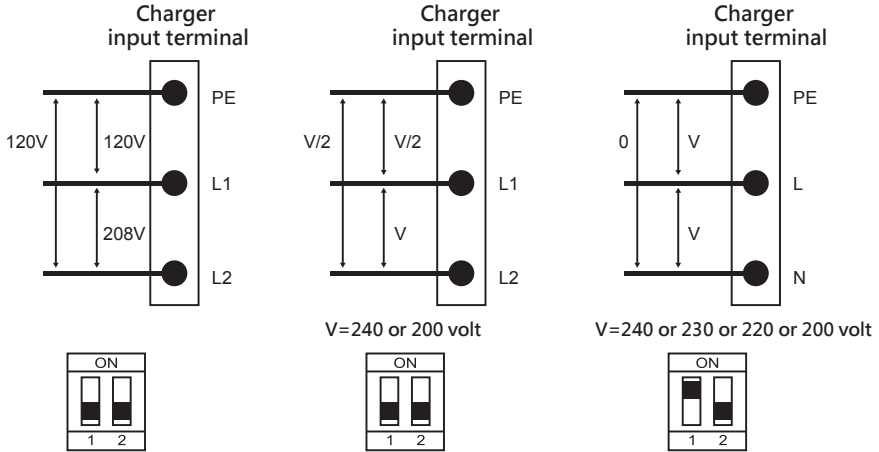 Charger
input terminal
PE
120V
120V
L1
208V
L2
ON
1 2
Charger
input terminal
PE
V/2
V/2
L1
V
L2
V=240 or 200 volt
ON
1 2
Charger
input terminal
PE
0
V
L
V
N
V=240 or 230 or 220 or 200 volt
ON
1 2